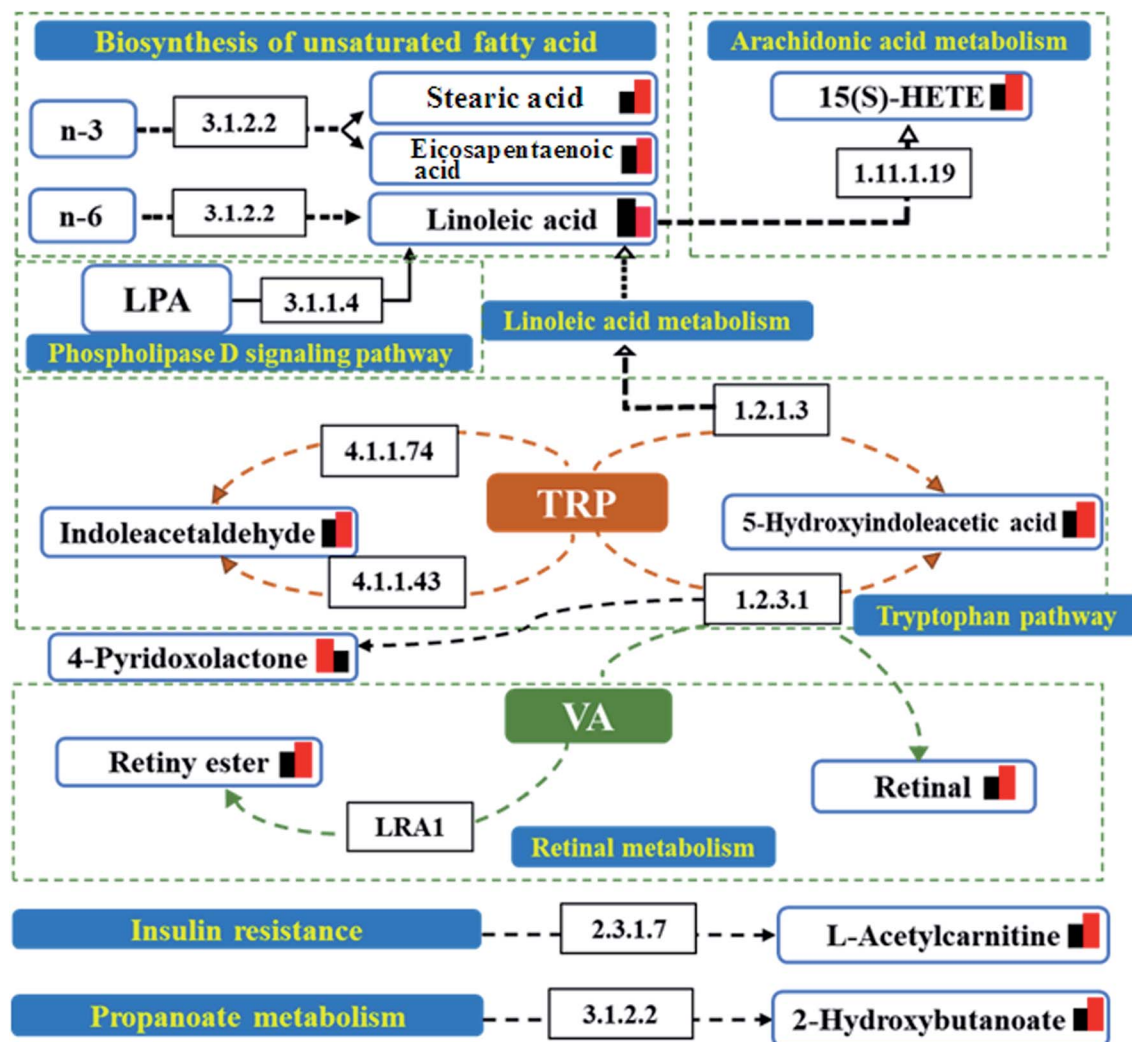 Biosynthesis of unsaturated fatty acid
Arachidonic acid metabolism
n-3
3.1.2.2
Stearic acid
Eicosapentaenoic
acid
15(S)-HETE
1.11.1.19
n-6
3.1.2.2
Linoleic acid
LPA
3.1.1.4
Phospholipase D signaling pathway
Linoleic acid metabolism
1.2.1.3
4.1.1.74
TRP
Indoleacetaldehyde
5-Hydroxyindoleacetic acid
4.1.1.43
1.2.3.1
Tryptophan pathway
4-Pyridoxolactone
VA
Retiny ester
Retinal
LRA1
Retinal metabolism
Insulin resistance
2.3.1.7
L-Acetylcarnitine
Propanoate metabolism
3.1.2.2
2-Hydroxybutanoate